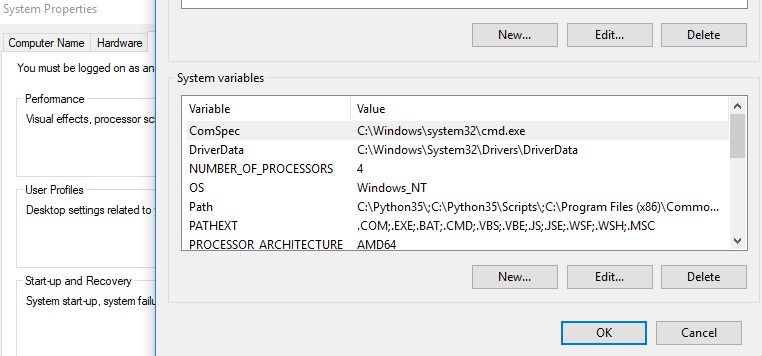 System Properties
Computer Name Hardware
You must be logged on as an
Performance
Visual effects, processor sc
User Profiles
Desktop settings related to
Start-up and Recovery
System start-up, system failu
New... Edit... Delete
System variables
Variable Value
ComSpec C:\Windows\system32\cmd.exe
DriverData C:\Windows\System32\Drivers\DriverData
NUMBER_OF_PROCESSORS 4
OS Windows_NT
Path C:\Python35\;C:\Python35\Scripts\;C:\Program Files (x86)\Commo...
PATHEXT .COM;.EXE;.BAT;.CMD;.VBS;.VBE;.JS;.JSE;.WSF;.WSH;.MSC
PROCESSOR_ARCHITECTURE AMD64
New... Edit... Delete
OK Cancel